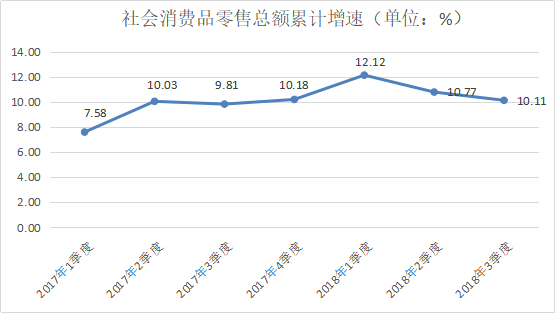 社会消费品零售总额累计增速（单位：%）
14.00
12.00
10.00
8.00
6.00
4.00
2.00
0.00
7.58
10.03
9.81
10.18
12.12
10.77
10.11
2017年1季度
2017年2季度
2017年3季度
2017年4季度
2018年1季度
2018年2季度
2018年3季度